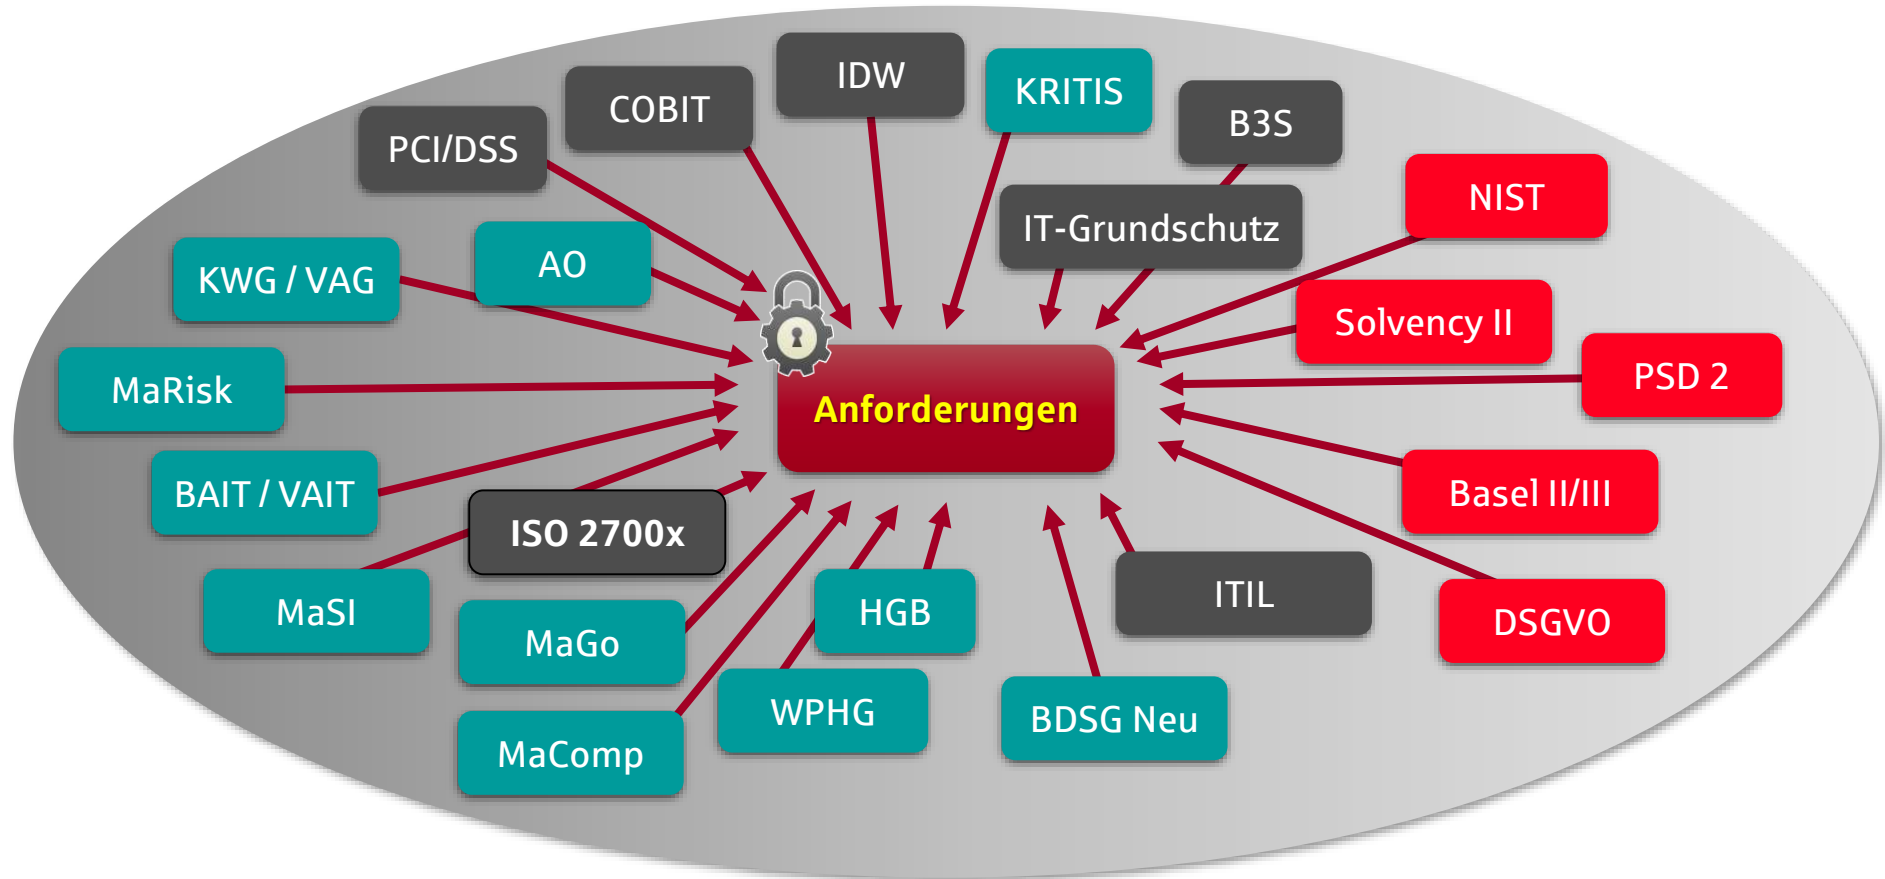 IDW
COBIT
KRITIS
PCI/DSS
B3S
NIST
IT-Grundschutz
KWG / VAG
AO
Solvency II
MaRisk
PSD 2
Anforderungen
BAIT / VAIT
Basel II/III
ISO 2700x
MaSI
HGB
ITIL
DSGVO
MaGo
WPHG
BDSG Neu
MaComp